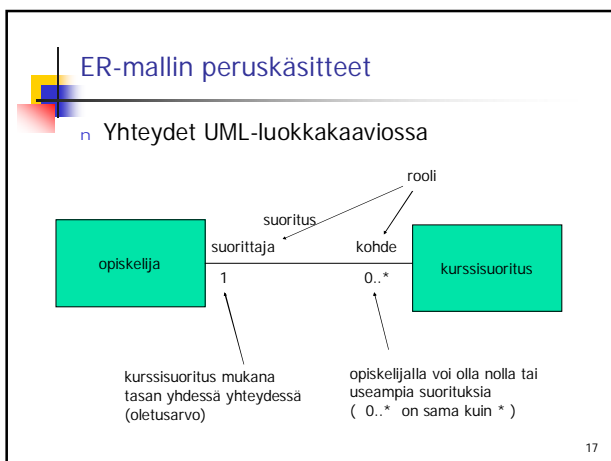 ER-mallin peruskäsitteet
n Yhteydet UML-luokkakaaviossa
rooli
suoritus
suorittaja
kohde
opiskelija
kurssisuoritus
1
0..*
kurssisuoritus mukana
tasan yhdessä yhteydessä
(oletusarvo)
opiskelijalla voi olla nolla tai
useampia suorituksia
( 0..* on sama kuin * )
17